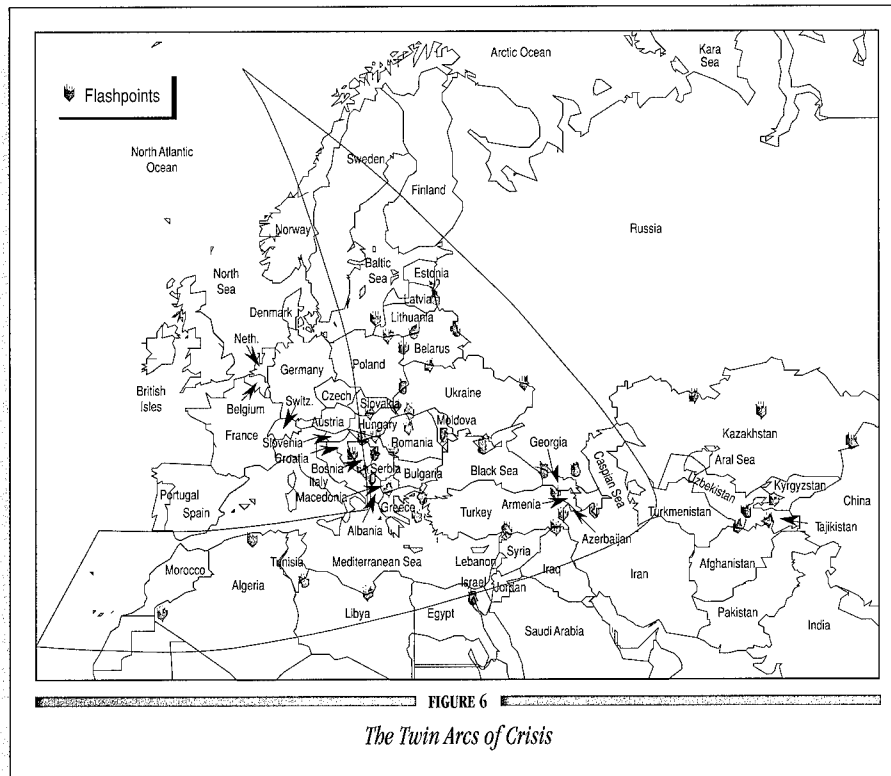 Arctic Ocean
Kara
Sea
Flashpoints
North Atlantic
Ocean
Sweden
Finland
Russia
Norway
North
Sea
Baltic
Sea
Estonia
Latvia
Lithuania
Denmark
Neth.
Belarus
Germany
Poland
Ukraine
British
Isles
Belgium
Switz.
Czech
Slovakia
France
Austria
Hungary
Moldova
Kazakhstan
Slovenia
Croatia
Romania
Georgia
Aral Sea
Bosnia
Serbia
Italy
Bulgaria
Black Sea
Caspian Sea
Uzbekistan
Kyrgyzstan
Portugal
Spain
Macedonia
Greece
Turkey
Armenia
Turkmenistan
China
Albania
Azerbaijan
Tajikistan
Morocco
Tunisia
Mediterranean Sea
Lebanon
Syria
Afghanistan
Algeria
Israel
Jordan
Iraq
Iran
Libya
Egypt
Pakistan
Saudi Arabia
India
FIGURE 6
The Twin Arcs of Crisis